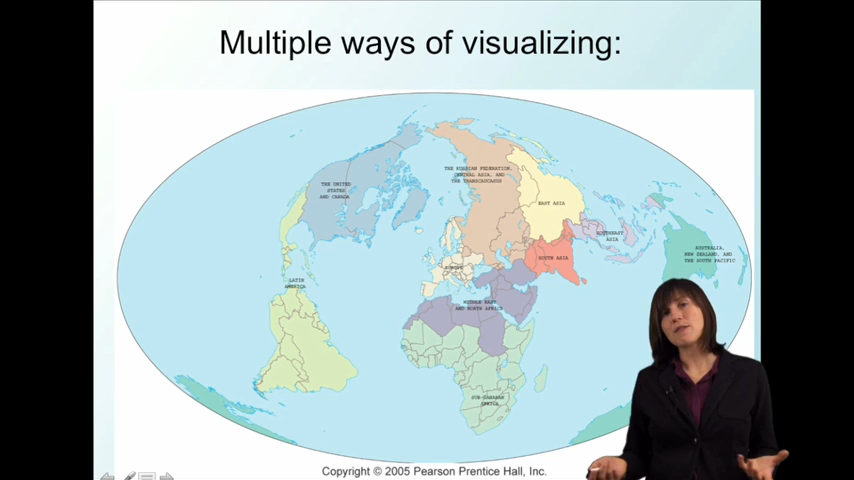 Multiple ways of visualizing:
THE RUSSIAN FEDERATION,
CENTRAL ASIA, AND
THE TRANSCAUCASUS
THE UNITED
STATES
AND CANADA
EAST ASIA
SOUTHEAST
ASIA
AUSTRALIA,
NEW ZEALAND, AND
THE SOUTH PACIFIC
SOUTH ASIA
EUROPE
LATIN
AMERICA
MIDDLE EAST
AND NORTH AFRICA
SUB-SAHARAN
AFRICA
Copyright © 2005 Pearson Prentice Hall, Inc.